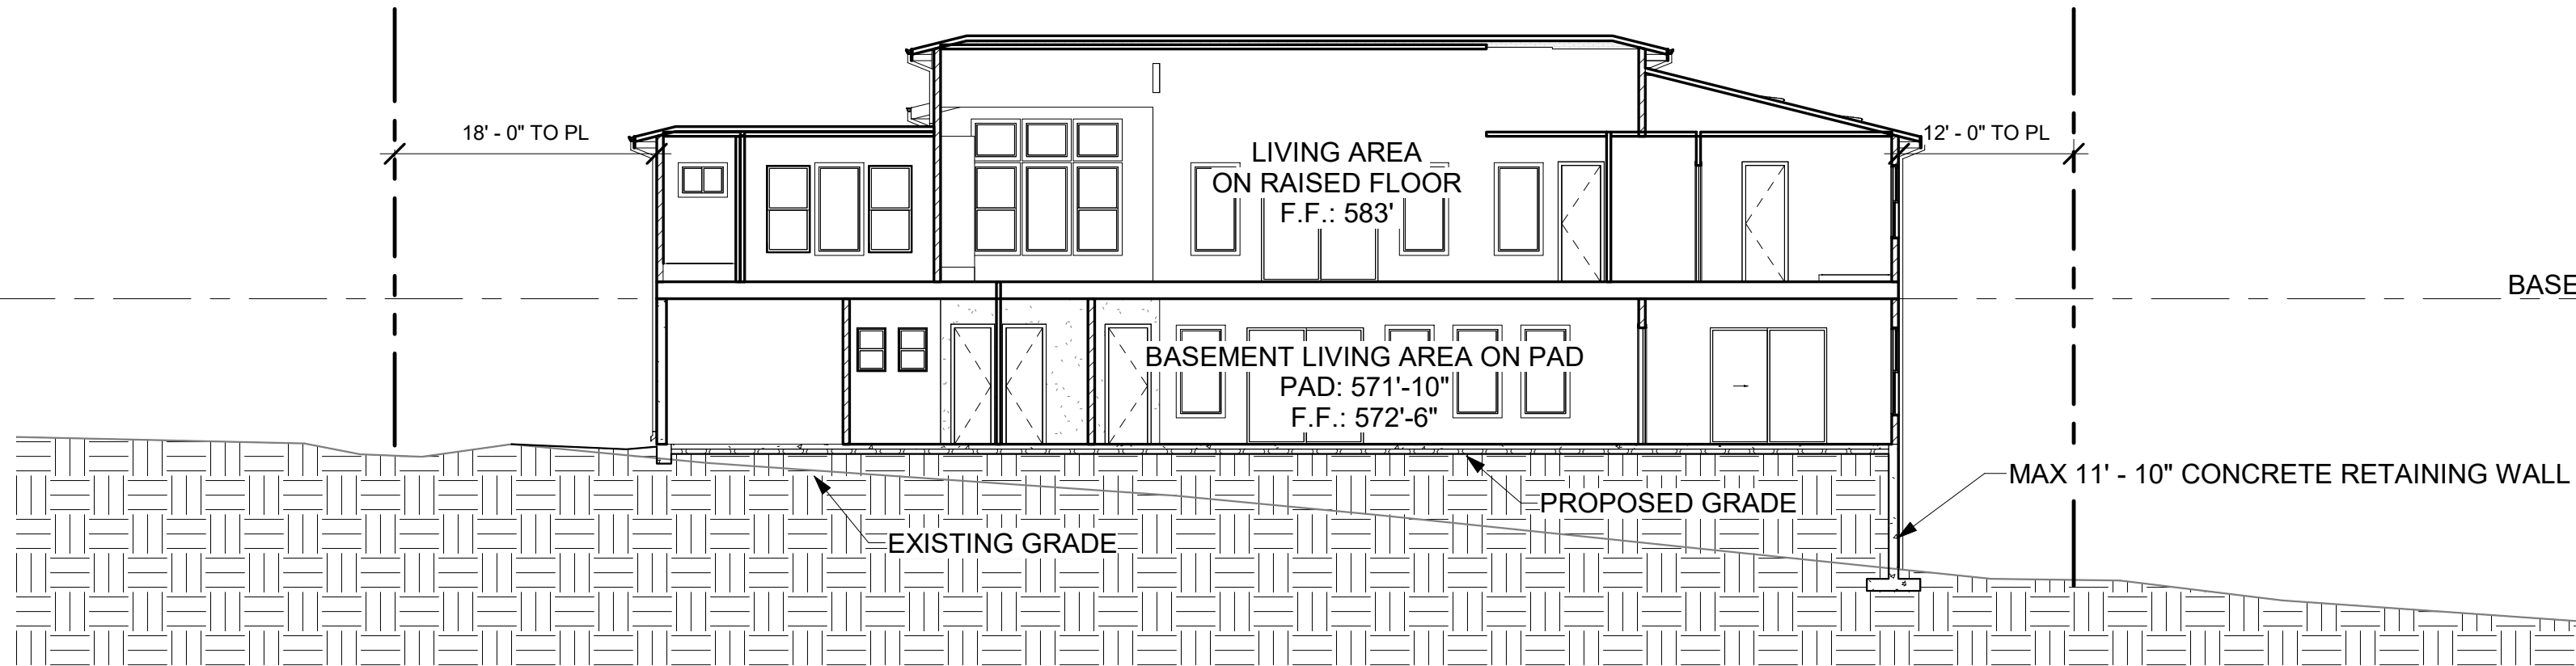 18' - 0" TO PL
12' - 0" TO PL
LIVING AREA
ON RAISED FLOOR
F.F.: 583'
BASE
BASEMENT LIVING AREA ON PAD
PAD: 571'-10"
F.F.: 572'-6"
MAX 11' - 10" CONCRETE RETAINING WALL
PROPOSED GRADE
EXISTING GRADE